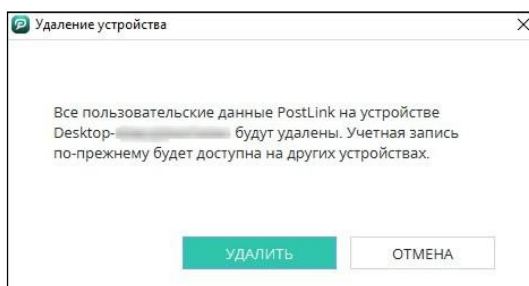 Удаление устройства
Все пользовательские данные PostLink на устройстве
Desktop- будут удалены. Учетная запись
по-прежнему будет доступна на других устройствах.
УДАЛИТЬ
ОТМЕНА